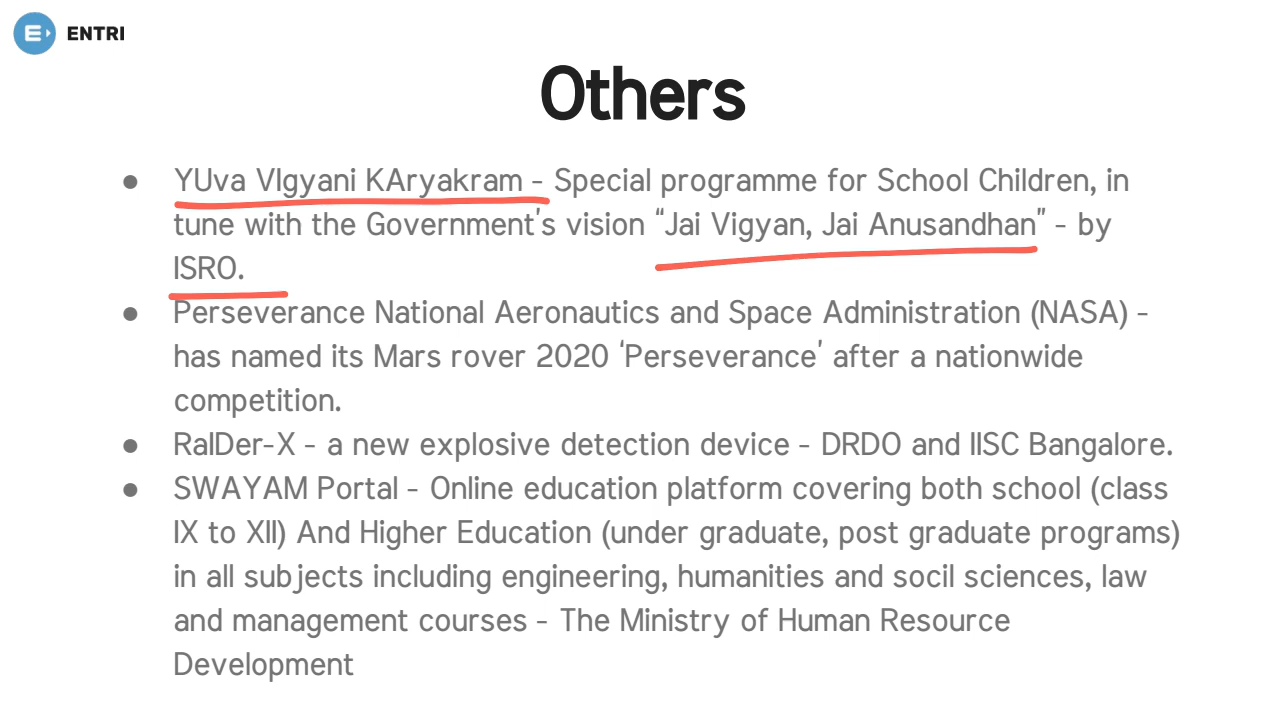 ENTRI
Others
● YUva VIgyani KAryakram - Special programme for School Children, in
tune with the Government's vision “Jai Vigyan, Jai Anusandhan” - by
ISRO.
● Perseverance National Aeronautics and Space Administration (NASA) -
has named its Mars rover 2020 ‘Perseverance’ after a nationwide
competition.
● RaIDer-X - a new explosive detection device - DRDO and IISC Bangalore.
● SWAYAM Portal - Online education platform covering both school (class
IX to XII) And Higher Education (under graduate, post graduate programs)
in all subjects including engineering, humanities and socil sciences, law
and management courses - The Ministry of Human Resource
Development